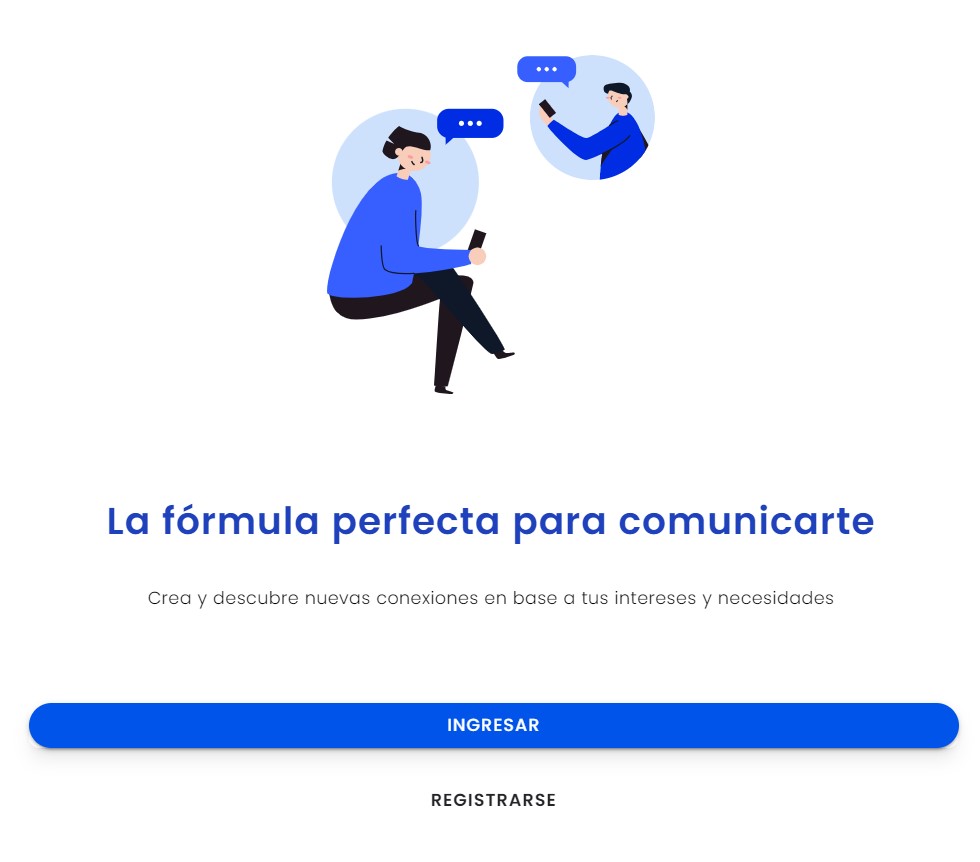 La fórmula perfecta para comunicarte
Crea y descubre nuevas conexiones en base a tus intereses y necesidades
INGRESAR
REGISTRARSE